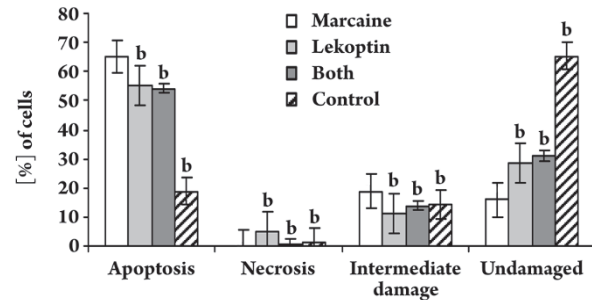 [%] of cells
80
70
60
50
40
30
20
10
0
Marcaine
Lekoptin
Both
Control
b
b
b
b
b
b
b
b
b
b
b
b
Apoptosis
Necrosis
Intermediate
damage
Undamaged